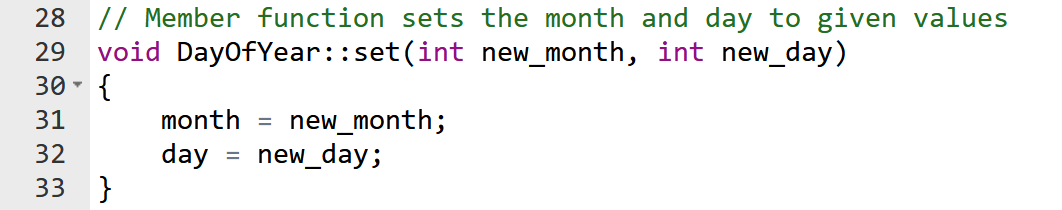 28 // Member function sets the month and day to given values
29 void DayOfYear::set(int new_month, int new_day)
30 {
31     month = new_month;
32     day = new_day;
33 }